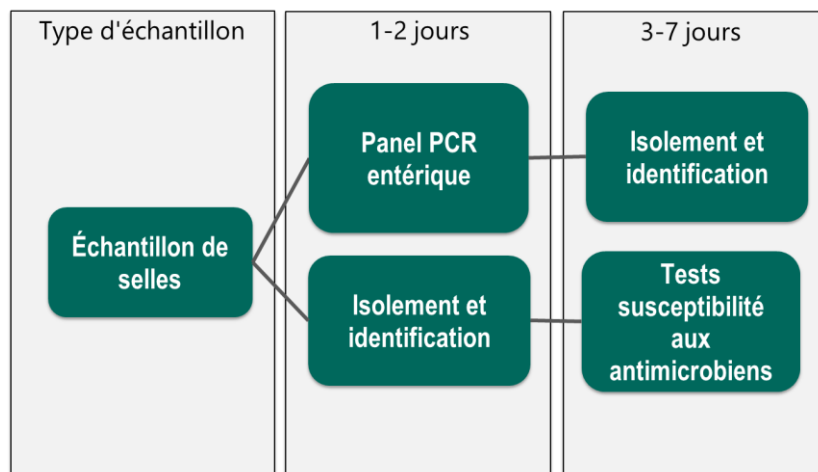 Type d'échantillon
1-2 jours
3-7 jours
Échantillon de
selles
Panel PCR
entérique
Isolement et
identification
Isolement et
identification
Tests
susceptibilité
aux
antimicrobiens